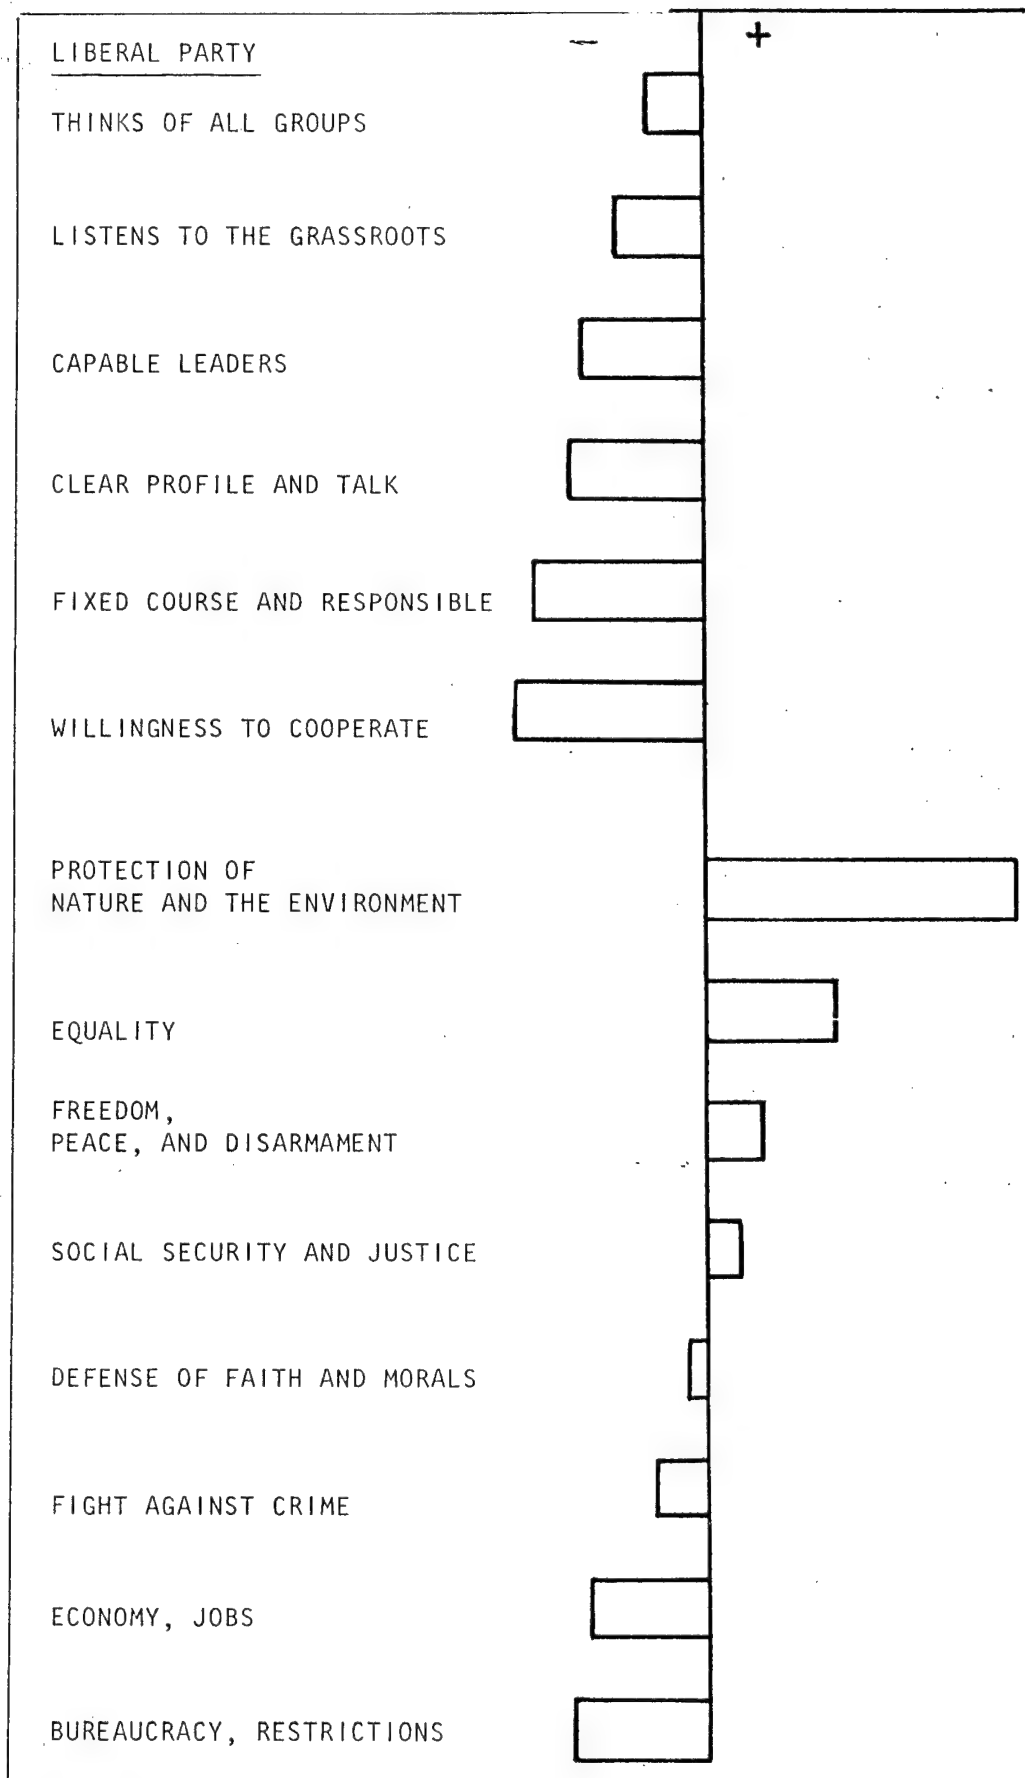 − +
LIBERAL PARTY
THINKS OF ALL GROUPS
LISTENS TO THE GRASSROOTS
CAPABLE LEADERS
CLEAR PROFILE AND TALK
FIXED COURSE AND RESPONSIBLE
WILLINGNESS TO COOPERATE
PROTECTION OF
NATURE AND THE ENVIRONMENT
EQUALITY
FREEDOM,
PEACE, AND DISARMAMENT
SOCIAL SECURITY AND JUSTICE
DEFENSE OF FAITH AND MORALS
FIGHT AGAINST CRIME
ECONOMY, JOBS
BUREAUCRACY, RESTRICTIONS